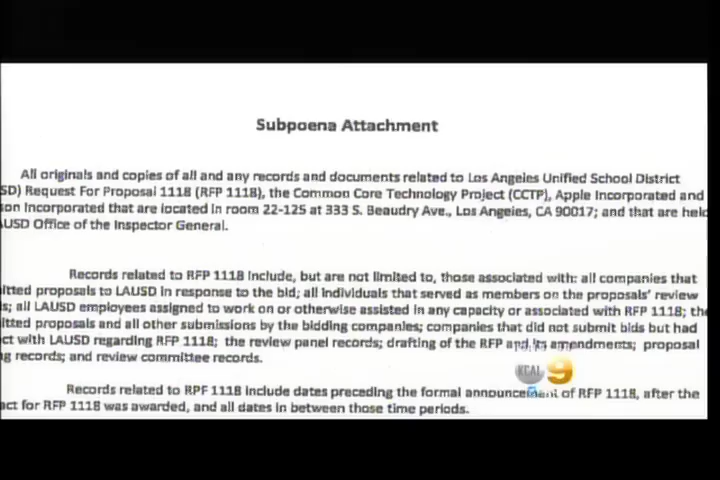 Subpoena Attachment
All originals and copies of all and any records and documents related to Los Angeles Unified School District
SD) Request For Proposal 1118 (RFP 1118), the Common Core Technology Project (CCTP), Apple Incorporated and
son Incorporated that are located in room 22-125 at 333 S. Beaudry Ave., Los Angeles, CA 90017; and that are held
AUSD Office of the Inspector General.
Records related to RFP 1118 include, but are not limited to, those associated with: all companies that
itted proposals to LAUSD in response to the bid; all individuals that served as members on the proposals' review
s; all LAUSD employees assigned to work on or otherwise assisted in any capacity or associated with RFP 1118; the
itted proposals and all other submissions by the bidding companies; companies that did not submit bids but had
ct with LAUSD regarding RFP 1118; the review panel records; drafting of the RFP and its amendments; proposal
g records; and review committee records.
KCAL 9
Records related to RPF 1118 include dates preceding the formal announcement of RFP 1118, after the
act for RFP 1118 was awarded, and all dates in between those time periods.